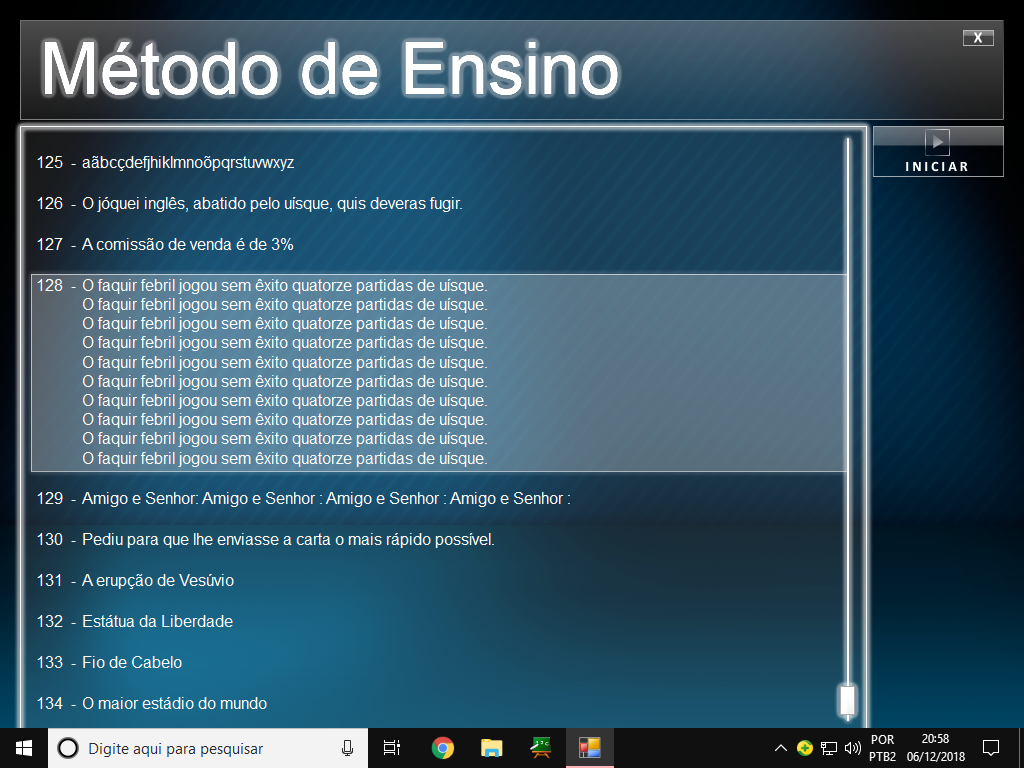 Método de Ensino
X
INICIAR
125 - aãbcçdefjhiklmnoõpqrstuvwxyz
126 - O jóquei inglês, abatido pelo uísque, quis deveras fugir.
127 - A comissão de venda é de 3%
128 - O faquir febril jogou sem êxito quatorze partidas de uísque.
O faquir febril jogou sem êxito quatorze partidas de uísque.
O faquir febril jogou sem êxito quatorze partidas de uísque.
O faquir febril jogou sem êxito quatorze partidas de uísque.
O faquir febril jogou sem êxito quatorze partidas de uísque.
O faquir febril jogou sem êxito quatorze partidas de uísque.
O faquir febril jogou sem êxito quatorze partidas de uísque.
O faquir febril jogou sem êxito quatorze partidas de uísque.
O faquir febril jogou sem êxito quatorze partidas de uísque.
O faquir febril jogou sem êxito quatorze partidas de uísque.
129 - Amigo e Senhor: Amigo e Senhor : Amigo e Senhor : Amigo e Senhor :
130 - Pediu para que lhe enviasse a carta o mais rápido possível.
131 - A erupção de Vesúvio
132 - Estátua da Liberdade
133 - Fio de Cabelo
134 - O maior estádio do mundo
Digite aqui para pesquisar
POR
PTB2
20:58
06/12/2018